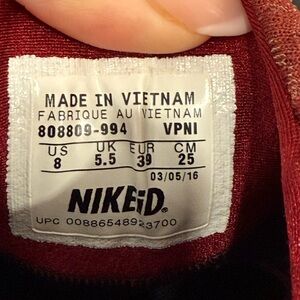 MADE IN VIETNAM
FABRIQUE AU VIETNAM
808809-994 VPNI
US UK EUR CM
8 5.5 39 25
03/05/16
NIKEiD.
UPC 00886548923700